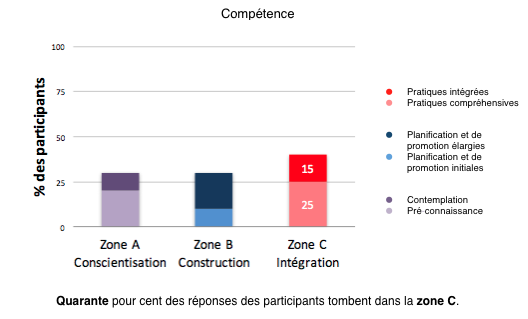 Compétence
% des participants
100
75
50
25
0
15
25
Zone A
Conscientisation
Zone B
Construction
Zone C
Intégration
Pratiques intégrées
Pratiques compréhensives
Planification et de
promotion élargies
Planification et de
promotion initiales
Contemplation
Pré-connaissance
Quarante pour cent des réponses des participants tombent dans la zone C.